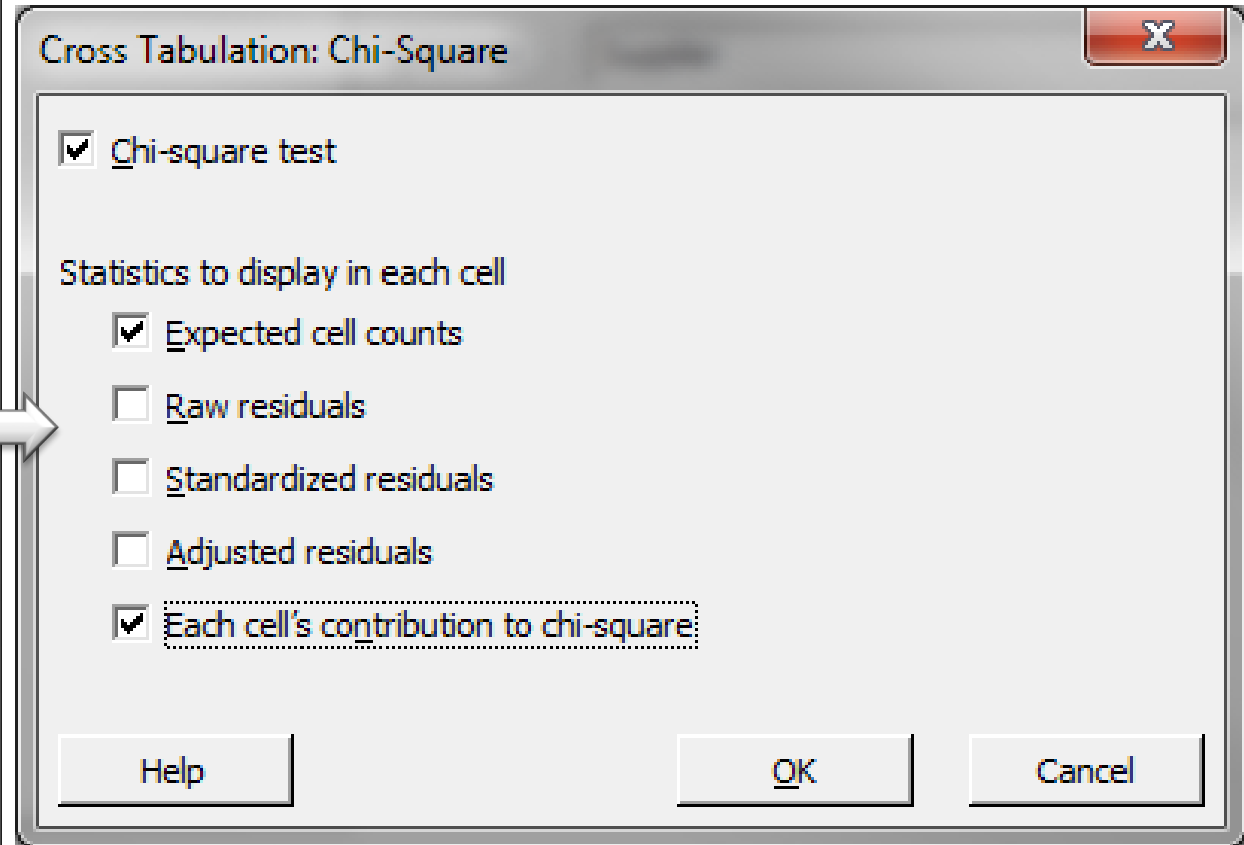 Cross Tabulation: Chi-Square
Chi-square test
Statistics to display in each cell
Expected cell counts
Raw residuals
Standardized residuals
Adjusted residuals
Each cell's contribution to chi-square
Help
OK
Cancel